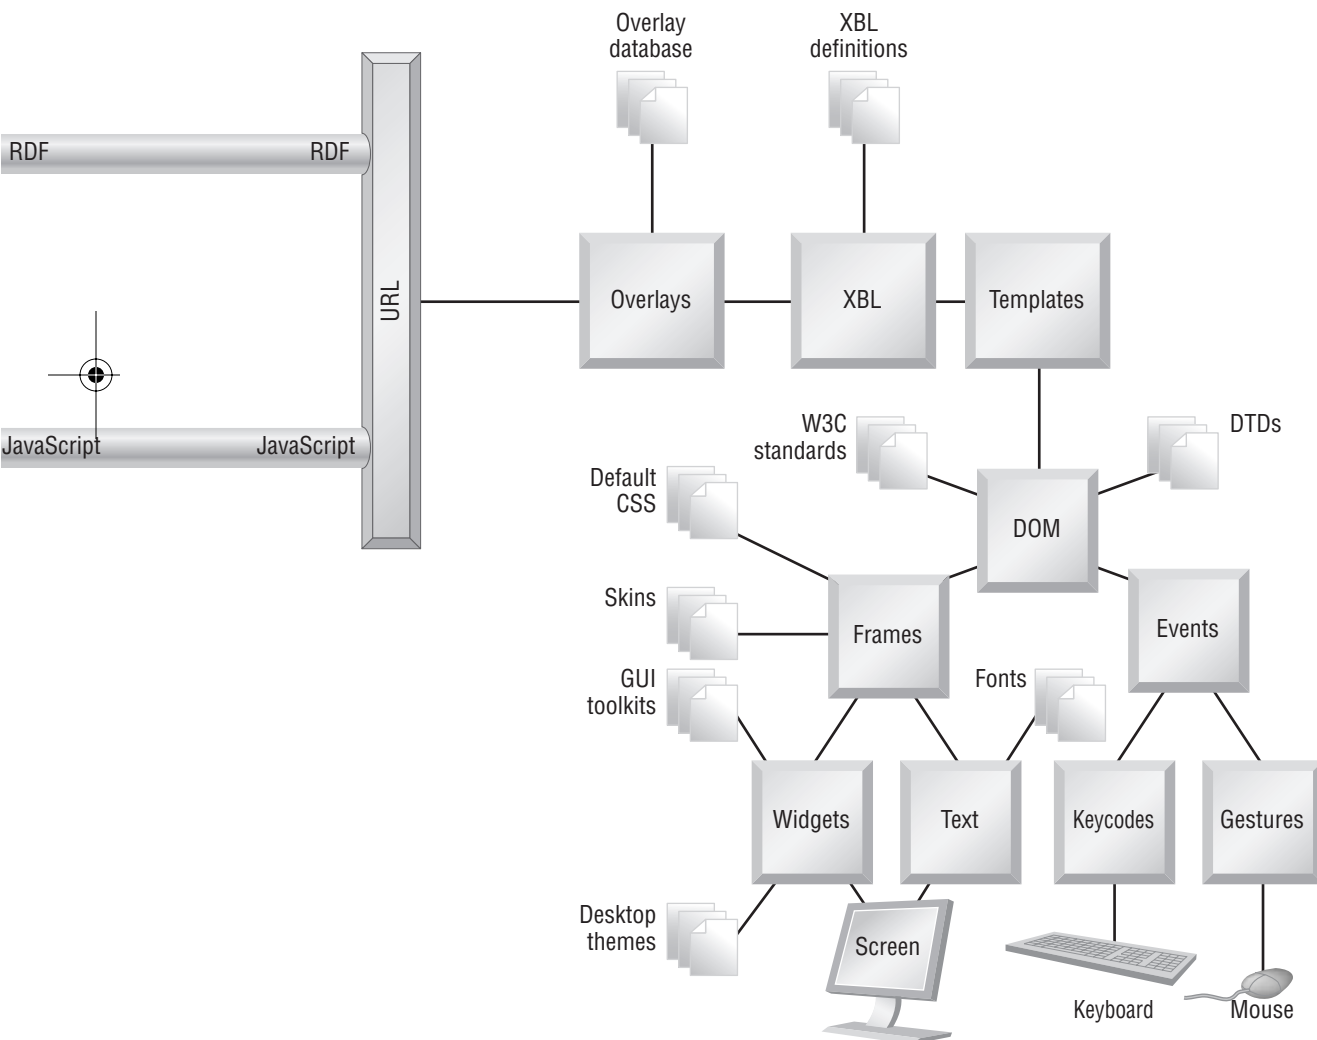 Overlay
database
XBL
definitions
RDF
RDF
URL
Overlays
XBL
Templates
JavaScript
JavaScript
W3C
standards
DTDs
Default
CSS
DOM
Skins
Frames
Events
GUI
toolkits
Fonts
Widgets
Text
Keycodes
Gestures
Desktop
themes
Screen
Keyboard
Mouse